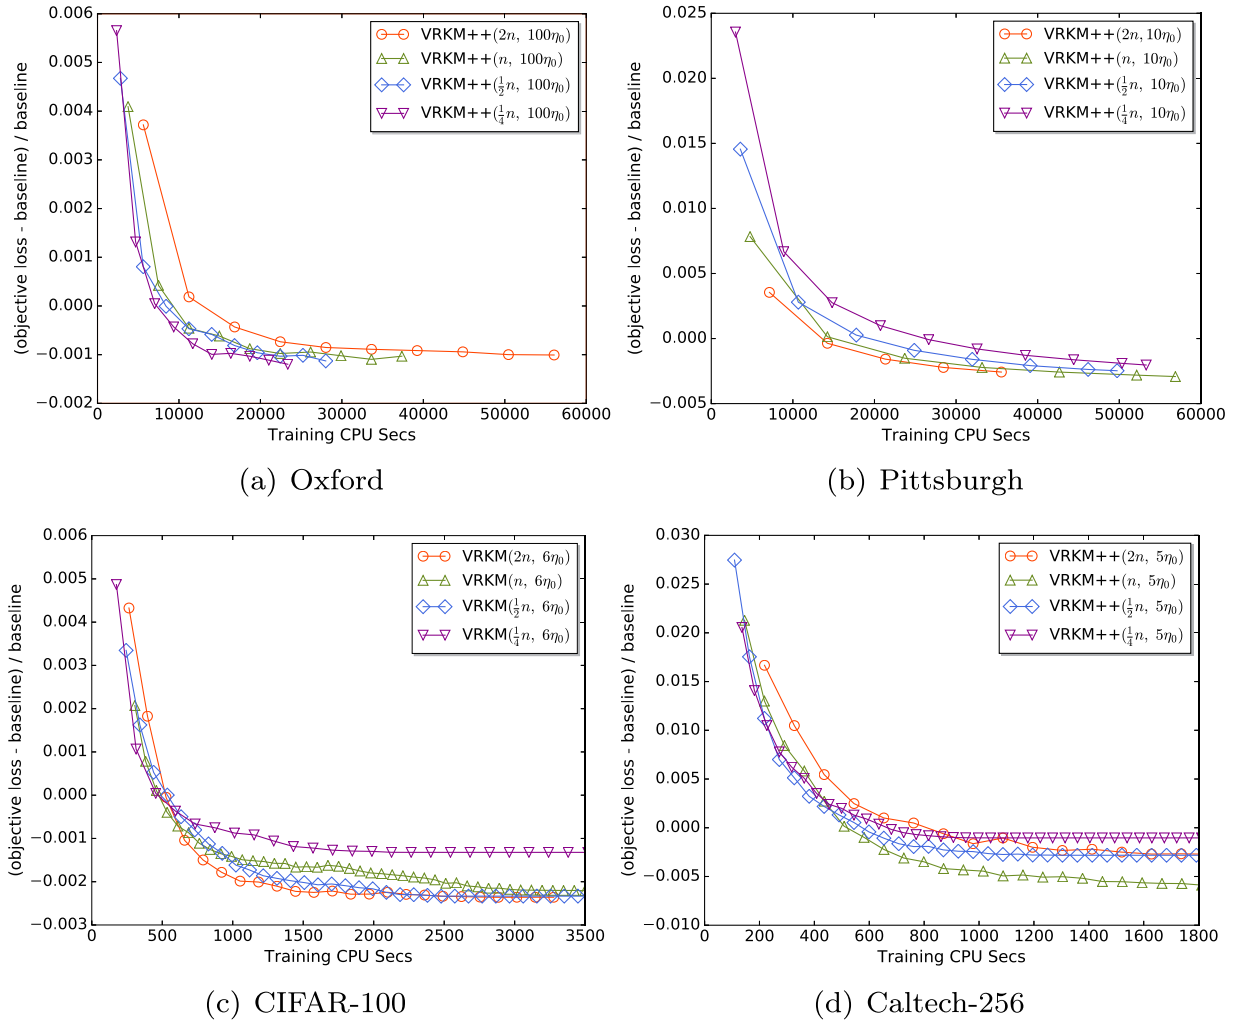 0.006
0.005
0.004
0.003
0.002
0.001
0.000
−0.001
−0.002
(objective loss - baseline) / baseline
VRKM++(2n, 100η₀)
VRKM++(n, 100η₀)
VRKM++(½n, 100η₀)
VRKM++(¼n, 100η₀)
0 10000 20000 30000 40000 50000 60000
Training CPU Secs
(a) Oxford
0.025
0.020
0.015
0.010
0.005
0.000
−0.005
(objective loss - baseline) / baseline
VRKM++(2n, 10η₀)
VRKM++(n, 10η₀)
VRKM++(½n, 10η₀)
VRKM++(¼n, 10η₀)
0 10000 20000 30000 40000 50000 60000
Training CPU Secs
(b) Pittsburgh
0.006
0.005
0.004
0.003
0.002
0.001
0.000
−0.001
−0.002
−0.003
(objective loss - baseline) / baseline
VRKM(2n, 6η₀)
VRKM(n, 6η₀)
VRKM(½n, 6η₀)
VRKM(¼n, 6η₀)
0 500 1000 1500 2000 2500 3000 3500
Training CPU Secs
(c) CIFAR-100
0.030
0.025
0.020
0.015
0.010
0.005
0.000
−0.005
−0.010
(objective loss - baseline) / baseline
VRKM++(2n, 5η₀)
VRKM++(n, 5η₀)
VRKM++(½n, 5η₀)
VRKM++(¼n, 5η₀)
0 200 400 600 800 1000 1200 1400 1600 1800
Training CPU Secs
(d) Caltech-256